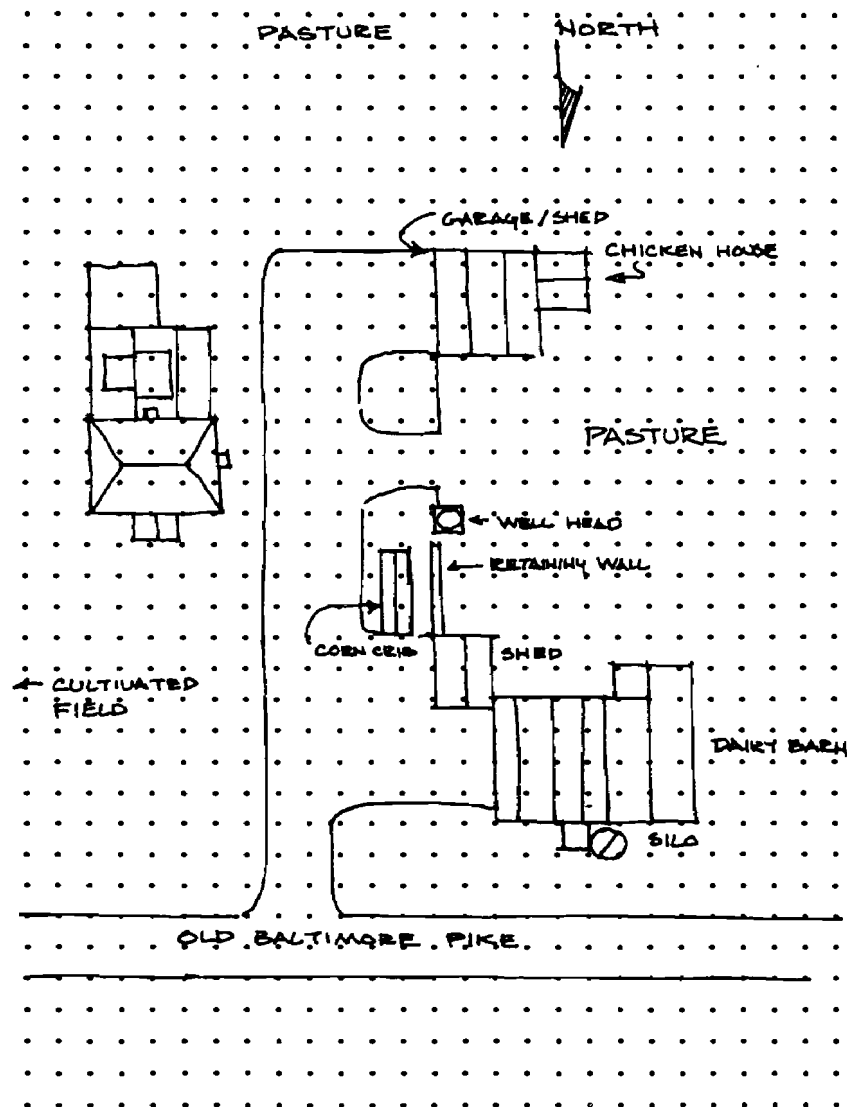 PASTURE
NORTH
GARAGE/SHED
CHICKEN HOUSE
PASTURE
WELL HEAD
RETAINING WALL
CORN CRIB
SHED
CULTIVATED
FIELD
DAIRY BARN
SILO
OLD BALTIMORE PIKE